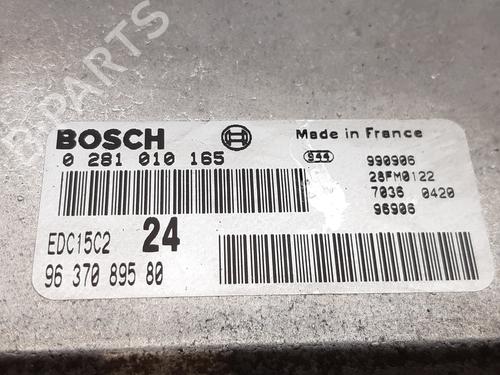 B-PARTS
BOSCH
Made in France
0 281 010 165
944
990906
28FM0122
7036 0420
96906
EDC15C2 24
96 370 895 80